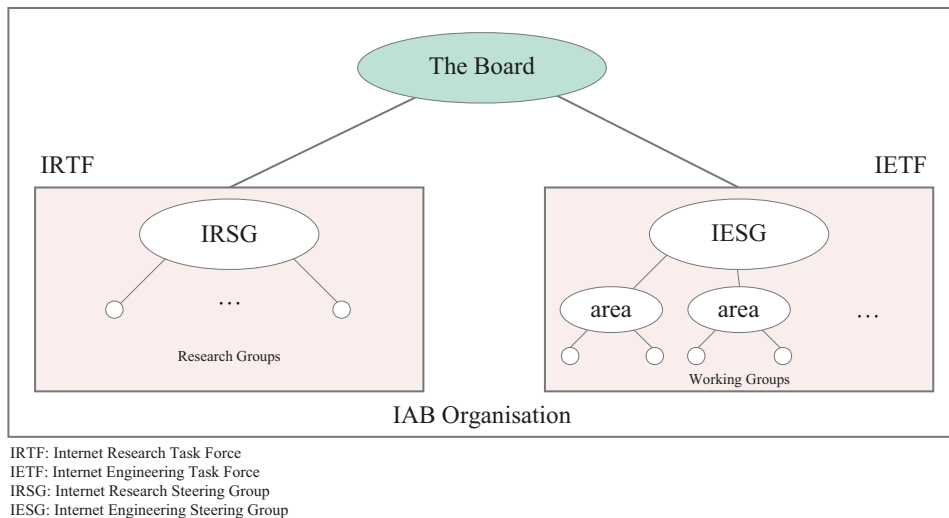 The Board
IRTF
IETF
IRSG
IESG
...
area
area
...
Research Groups
Working Groups
IAB Organisation
IRTF: Internet Research Task Force
IETF: Internet Engineering Task Force
IRSG: Internet Research Steering Group
IESG: Internet Engineering Steering Group